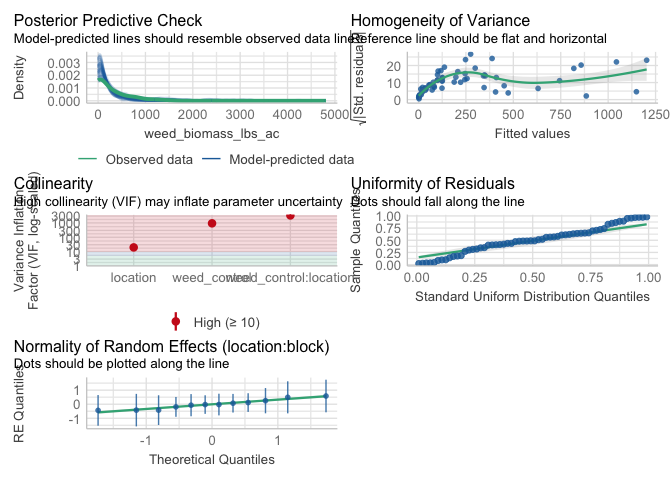 Posterior Predictive Check
Model-predicted lines should resemble observed data line
Density
0.003
0.002
0.001
0.000
0
1000
2000
3000
4000
5000
weed_biomass_lbs_ac
Observed data
Model-predicted data
Homogeneity of Variance
Reference line should be flat and horizontal
√|Std. residuals|
20
10
0
0
250
500
750
1000
1250
Fitted values
Collinearity
High collinearity (VIF) may inflate parameter uncertainty
Variance Inflation
Factor (VIF, log-scaled)
3000
1000
300
100
30
10
3
1
location
weed_control
weed_control:location
High (≥ 10)
Uniformity of Residuals
Dots should fall along the line
Sample Quantiles
1.00
0.75
0.50
0.25
0.00
0.00
0.25
0.50
0.75
1.00
Standard Uniform Distribution Quantiles
Normality of Random Effects (location:block)
Dots should be plotted along the line
RE Quantiles
1
0
-1
-1
0
1
Theoretical Quantiles